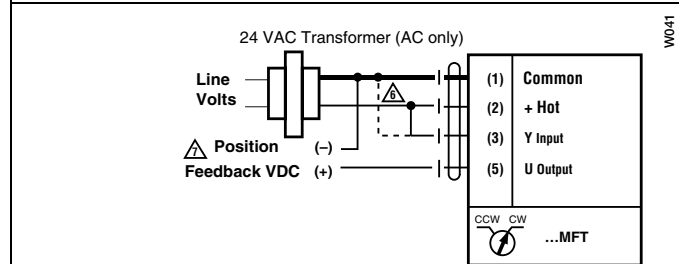 24 VAC Transformer (AC only)
W041
Line
Volts
(1) Common
6
(2) + Hot
(3) Y Input
7 Position (–)
Feedback VDC (+)
(5) U Output
CCW CW
...MFT